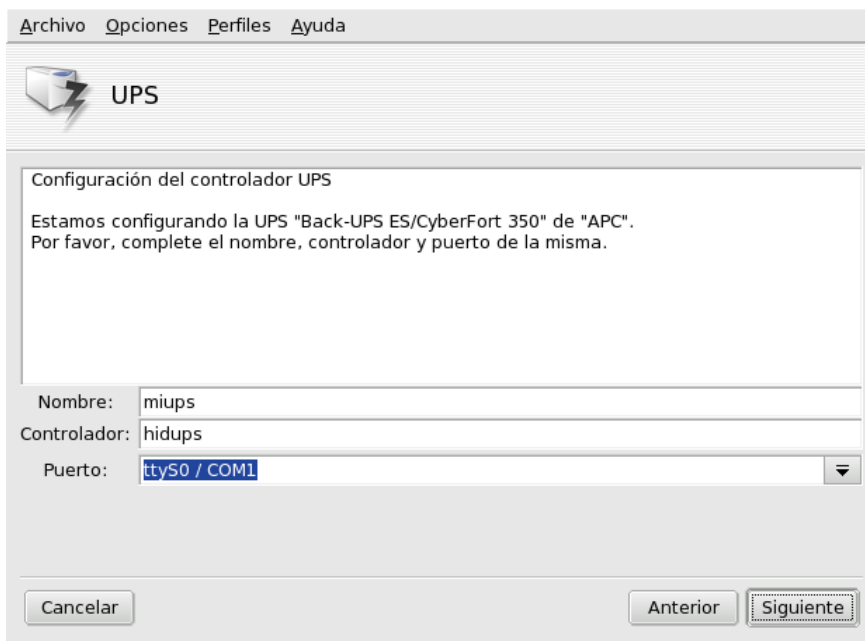 Archivo Opciones Perfiles Ayuda
UPS
Configuración del controlador UPS
Estamos configurando la UPS "Back-UPS ES/CyberFort 350" de "APC".
Por favor, complete el nombre, controlador y puerto de la misma.
Nombre: miups
Controlador: hidups
Puerto: ttyS0 / COM1
Cancelar Anterior Siguiente